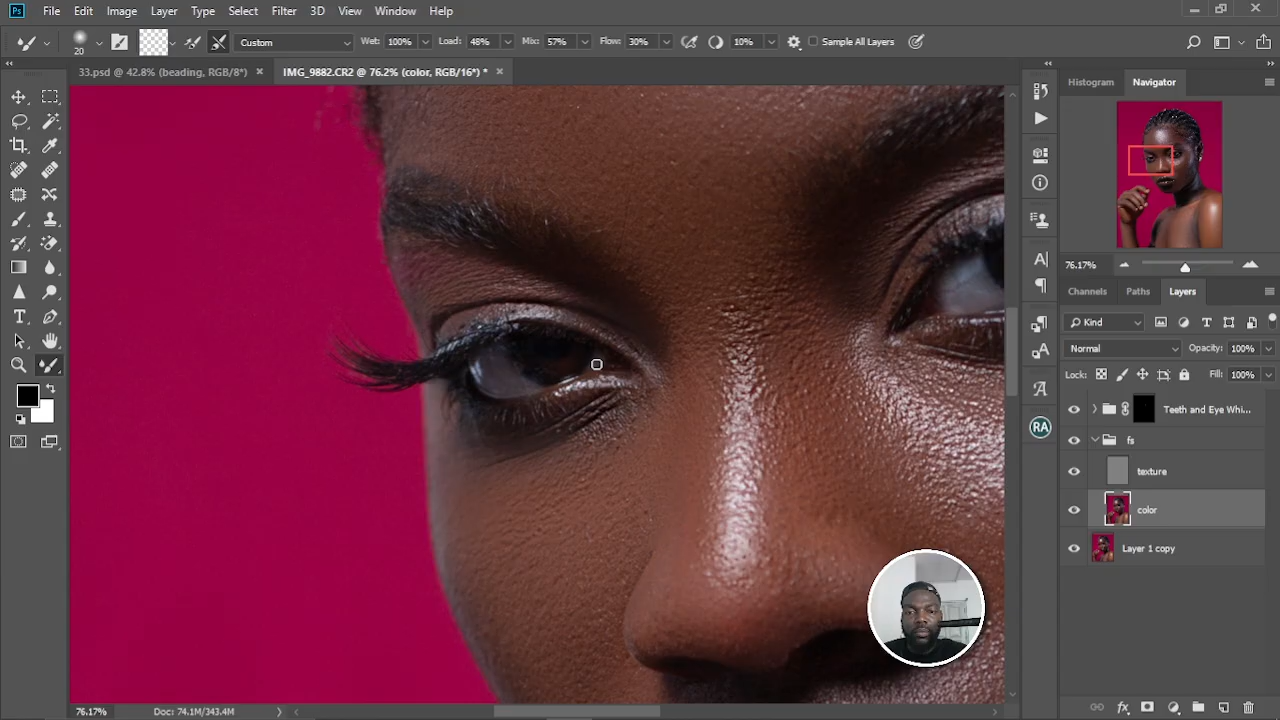 Ps File Edit Image Layer Type Select Filter 3D View Window Help
20 Custom Wet: 100% Load: 48% Mix: 57% Flow: 30% 10% Sample All Layers
33.psd @ 42.8% (beading, RGB/8*) × IMG_9882.CR2 @ 76.2% (color, RGB/16*) * ×
Histogram Navigator
76.17%
Channels Paths Layers
Kind
Normal Opacity: 100%
Lock: Fill: 100%
Teeth and Eye Whi...
fs
texture
color
Layer 1 copy
RA
76.17% Doc: 74.1M/343.4M